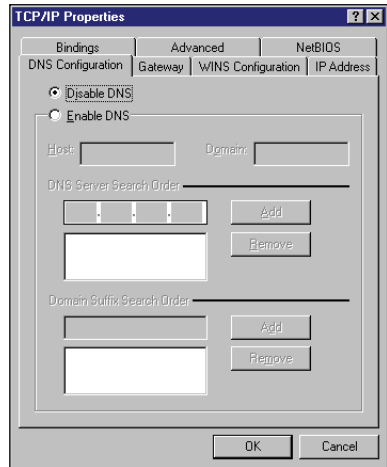 TCP/IP Properties
Bindings Advanced NetBIOS
DNS Configuration Gateway WINS Configuration IP Address
Disable DNS
Enable DNS
Host: Domain:
DNS Server Search Order
. . .
Add
Remove
Domain Suffix Search Order
Add
Remove
OK Cancel